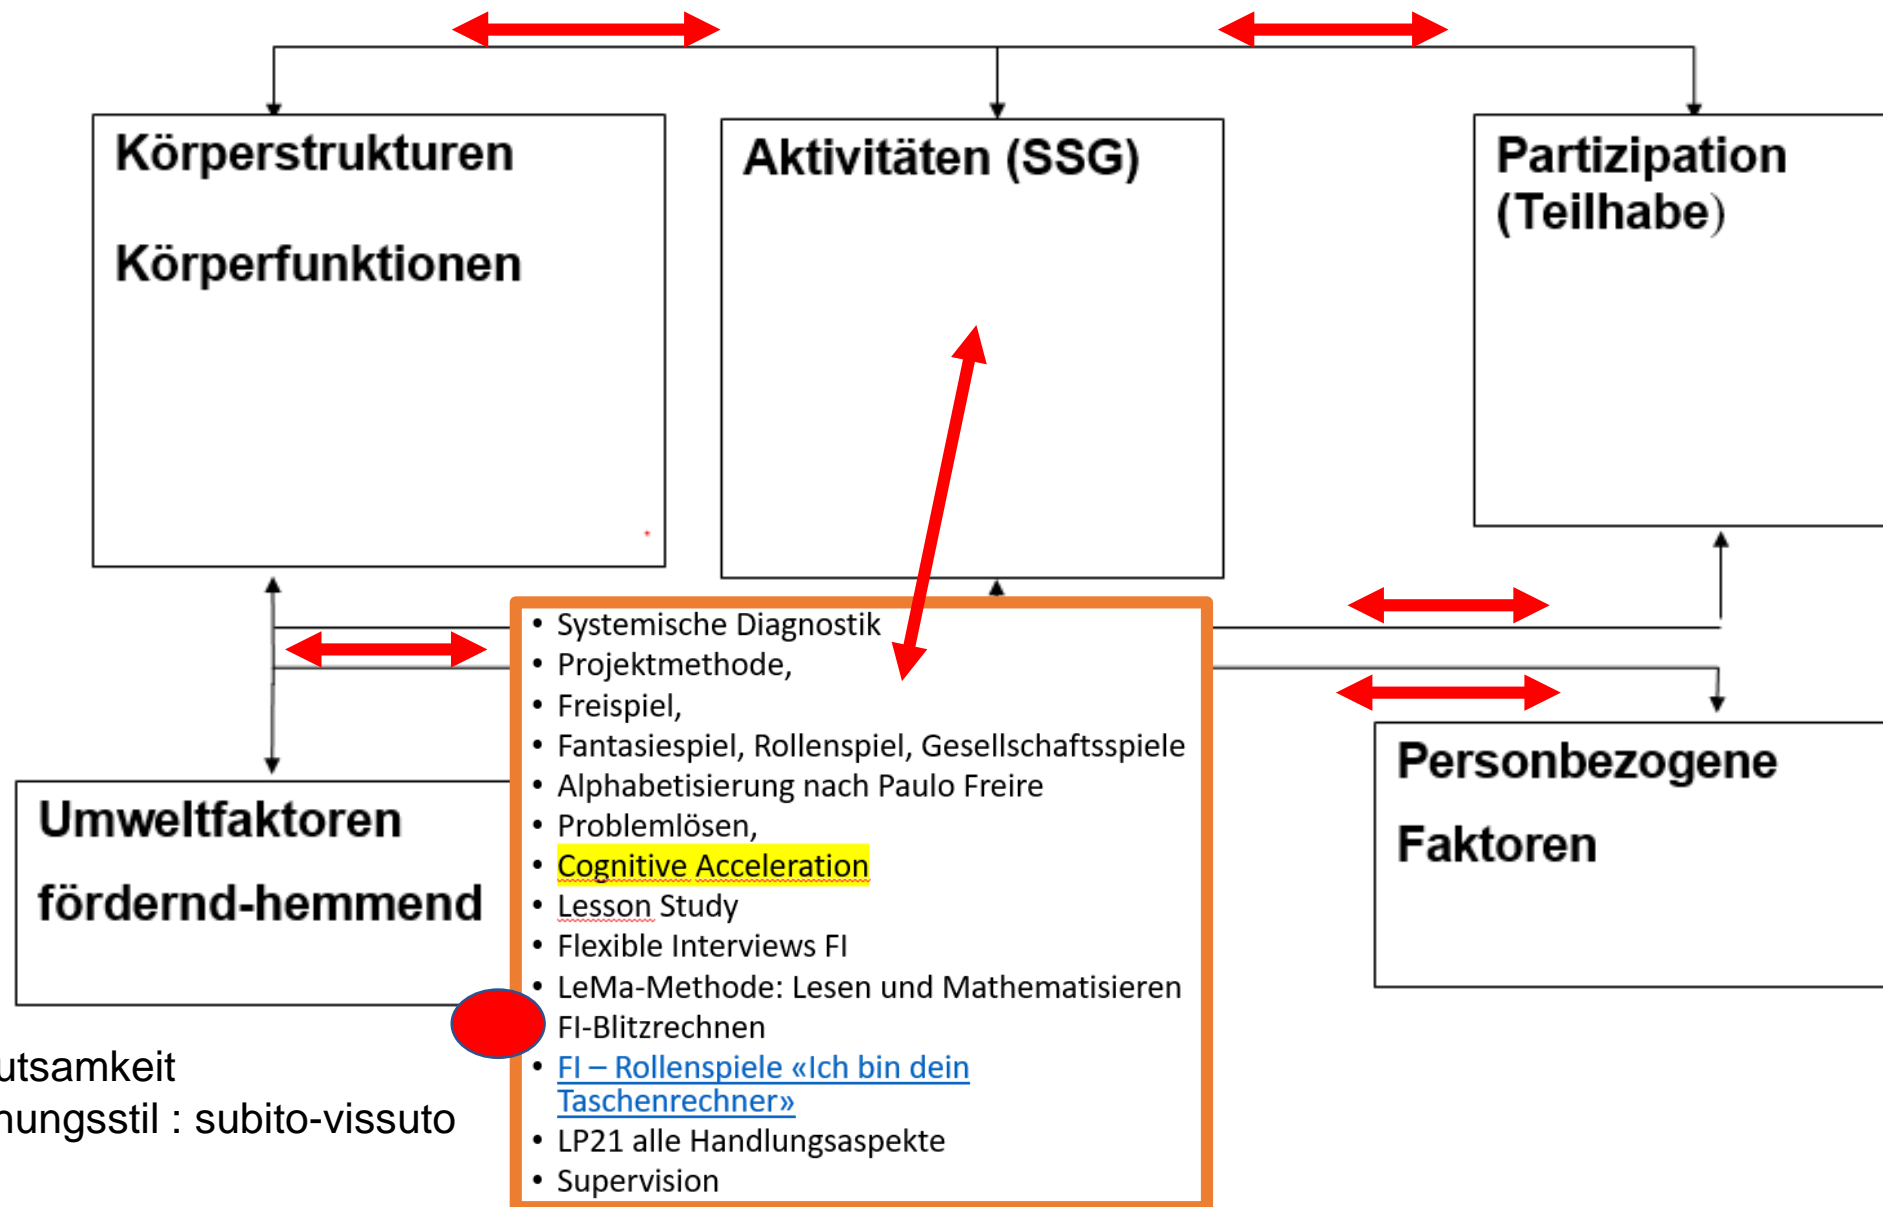 Körperstrukturen
Körperfunktionen
Aktivitäten (SSG)
Partizipation
(Teilhabe)
Umweltfaktoren
fördernd-hemmend
• Systemische Diagnostik
• Projektmethode,
• Freispiel,
• Fantasiespiel, Rollenspiel, Gesellschaftsspiele
• Alphabetisierung nach Paulo Freire
• Problemlösen,
• Cognitive Acceleration
• Lesson Study
• Flexible Interviews FI
• LeMa-Methode: Lesen und Mathematisieren
FI-Blitzrechnen
• FI – Rollenspiele «Ich bin dein
Taschenrechner»
• LP21 alle Handlungsaspekte
• Supervision
Personbezogene
Faktoren
utsamkeit
nungsstil : subito-vissuto